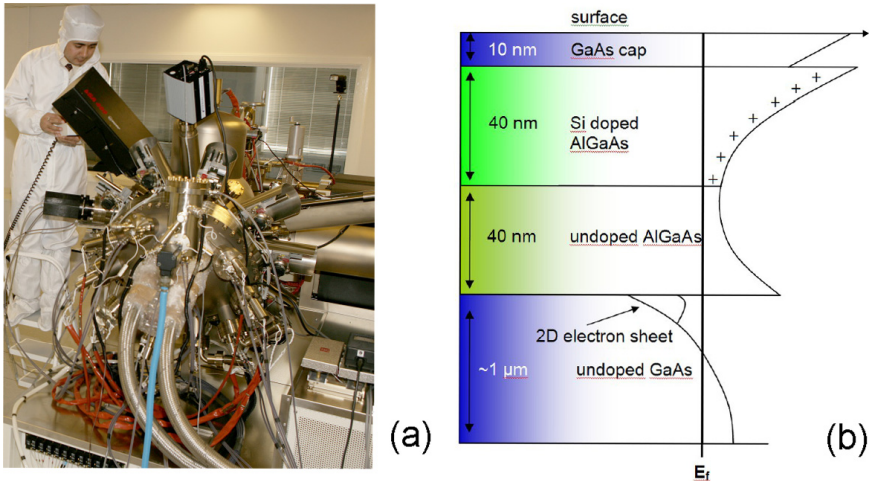 surface
10 nm
GaAs cap
40 nm
Si doped
AlGaAs
40 nm
undoped AlGaAs
2D electron sheet
~1 µm
undoped GaAs
(a)
(b)
Ef